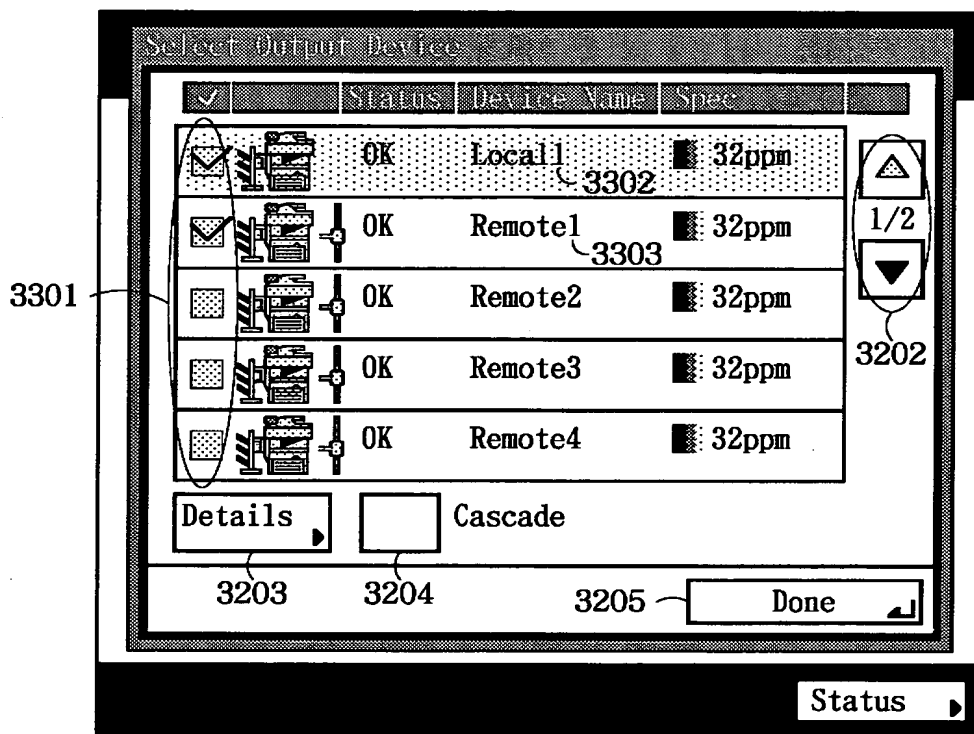 Select Output Device
Status Device Name Spec
OK Local1 32ppm
3302
OK Remote1 32ppm
3303
1/2
3301
OK Remote2 32ppm
3202
OK Remote3 32ppm
OK Remote4 32ppm
Details Cascade
3203 3204
3205 Done
Status